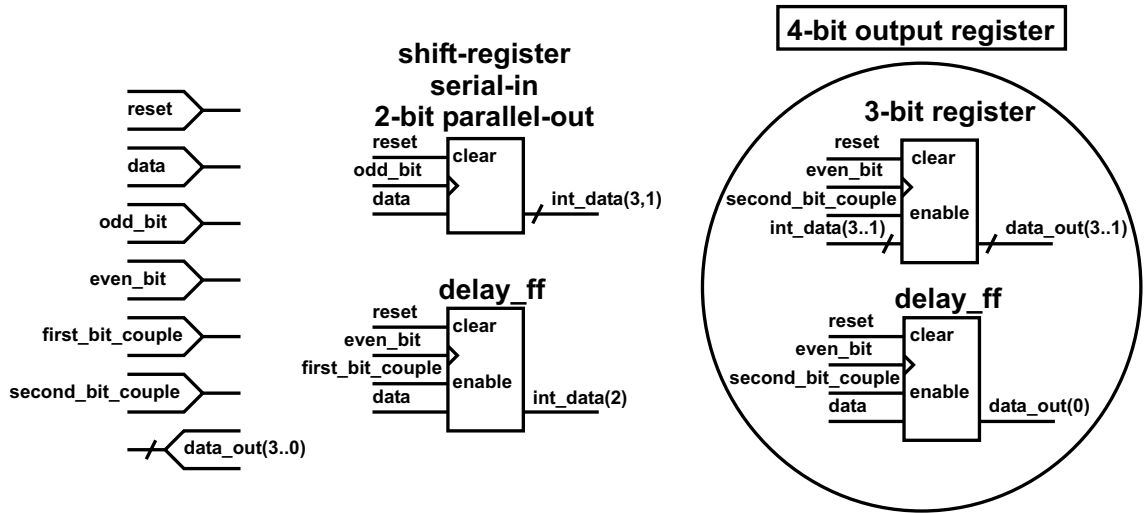 reset
data
odd_bit
even_bit
first_bit_couple
second_bit_couple
data_out(3..0)
shift-register
serial-in
2-bit parallel-out
reset
clear
odd_bit
data
int_data(3,1)
delay_ff
reset
clear
even_bit
first_bit_couple
enable
data
int_data(2)
4-bit output register
3-bit register
reset
clear
even_bit
second_bit_couple
enable
int_data(3..1)
data_out(3..1)
delay_ff
reset
clear
even_bit
second_bit_couple
enable
data
data_out(0)